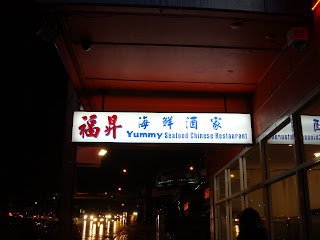 福昇 海鮮酒家
Yummy Seafood Chinese Restaurant